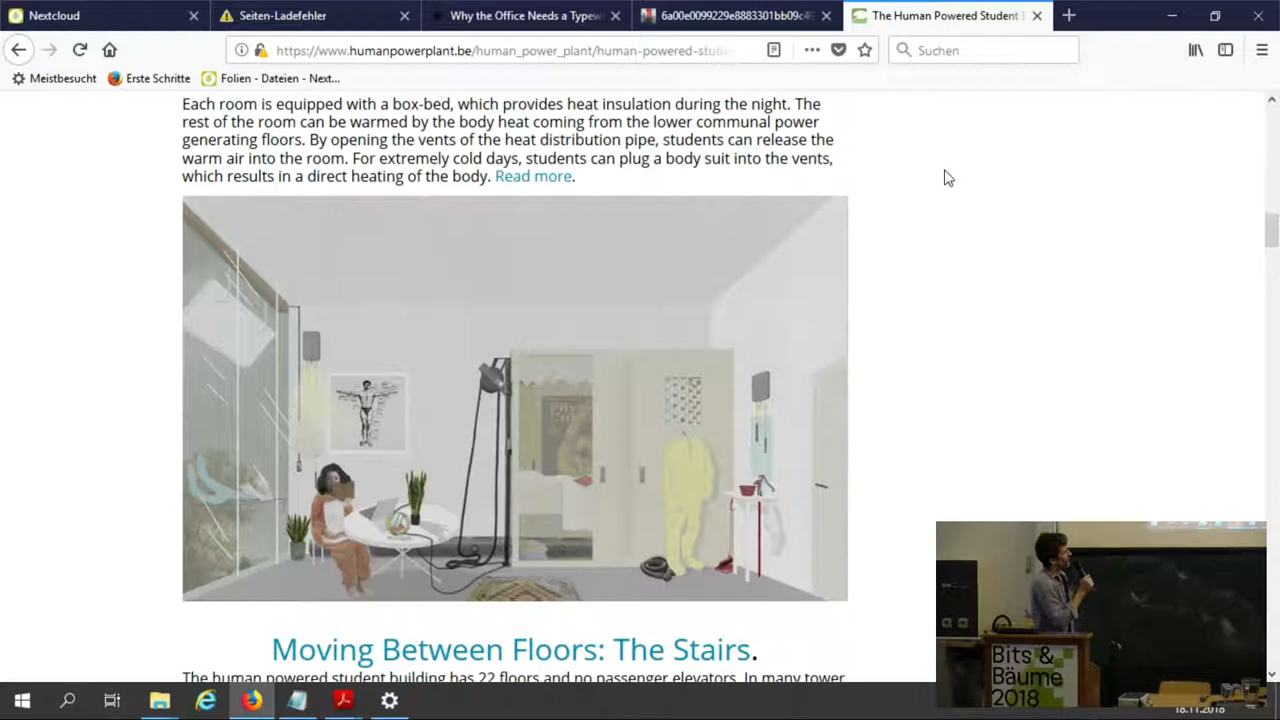 Nextcloud
Seiten-Ladefehler
Why the Office Needs a Typew
6a00e0099229e8883301bb09c4
The Human Powered Student
https://www.humanpowerplant.be/human_power_plant/human-powered-stude
Suchen
Meistbesucht
Erste Schritte
Folien - Dateien - Next...
Each room is equipped with a box-bed, which provides heat insulation during the night. The
rest of the room can be warmed by the body heat coming from the lower communal power
generating floors. By opening the vents of the heat distribution pipe, students can release the
warm air into the room. For extremely cold days, students can plug a body suit into the vents,
which results in a direct heating of the body. Read more.
Moving Between Floors: The Stairs.
The human powered student building has 22 floors and no passenger elevators. In many tower
Bits &
Bäume
2018
18.11.2018